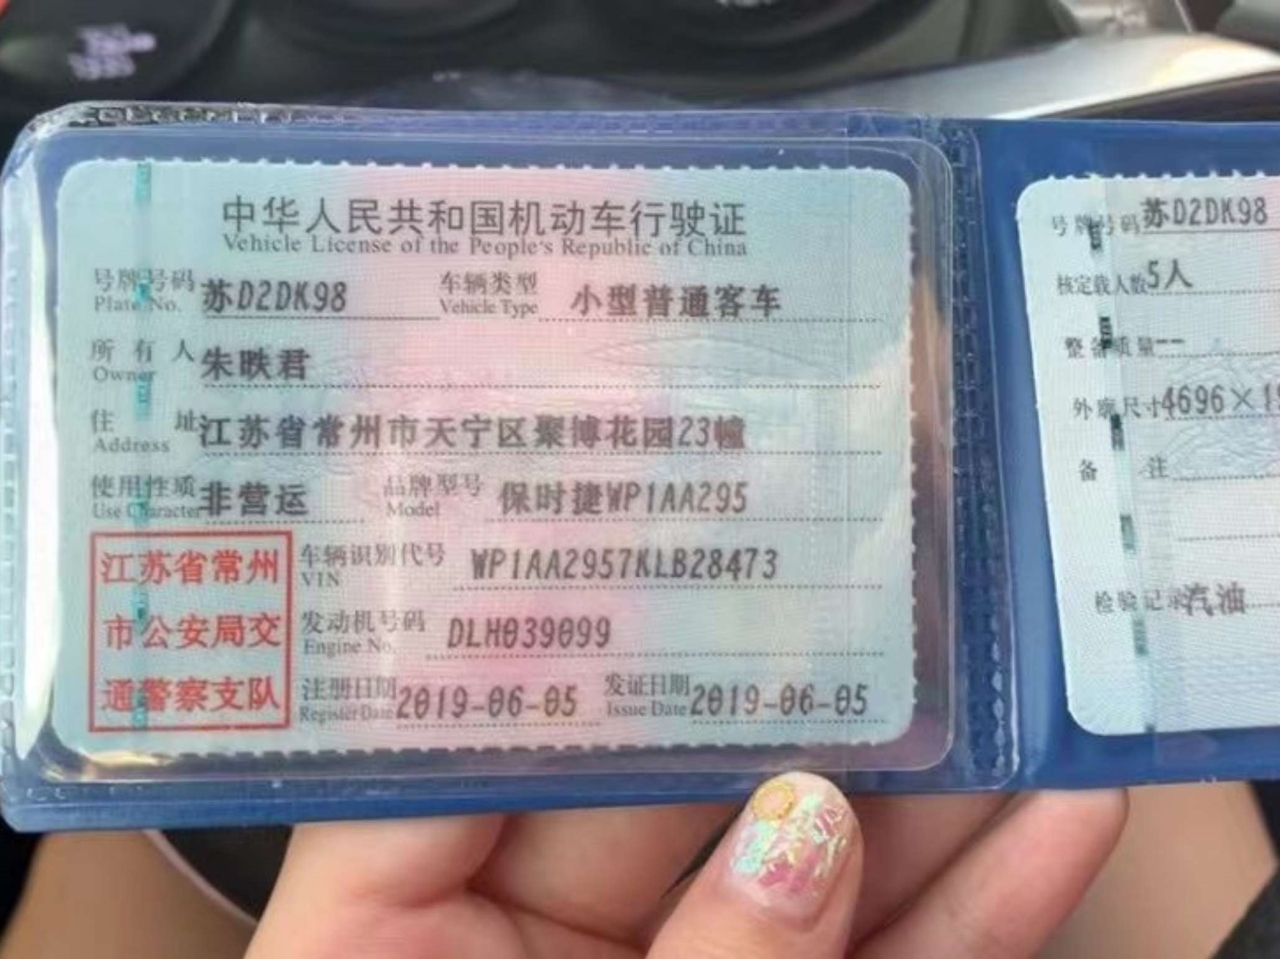 中华人民共和国机动车行驶证
Vehicle License of the People's Republic of China
号牌号码 苏D2DK98 车辆类型 小型普通客车
Plate No. Vehicle Type
所有人 朱昳君
Owner
住址 江苏省常州市天宁区聚博花园23幢
Address
使用性质 非营运 品牌型号 保时捷WP1AA295
Use Character Model
江苏省常州
市公安局交
通警察支队
车辆识别代号 WP1AA2957KLB28473
VIN
发动机号码 DLH039099
Engine No.
注册日期 2019-06-05 发证日期 2019-06-05
Register Date Issue Date
号牌号码 苏D2DK98
核定载人数 5人
整备质量 --
外廓尺寸 4696×
备注
检验记录 汽油